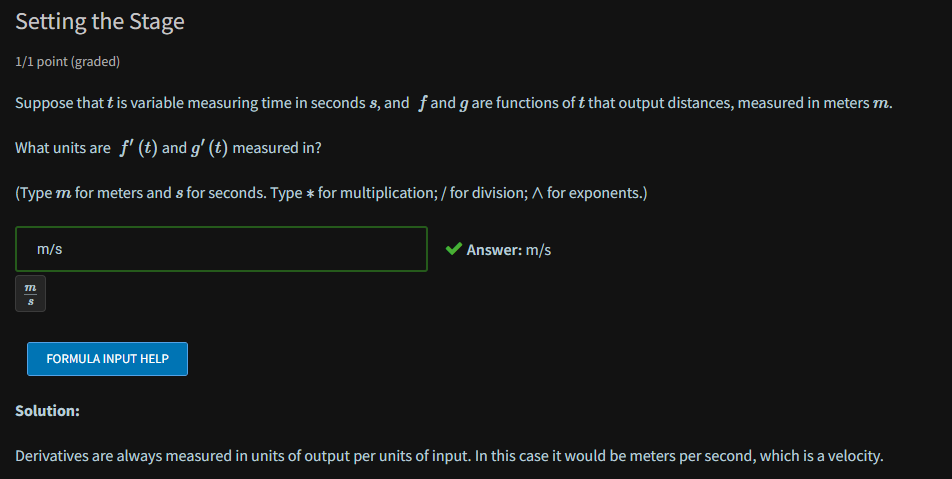 Setting the Stage
1/1 point (graded)
Suppose that t is variable measuring time in seconds s, and f and g are functions of t that output distances, measured in meters m.
What units are f′ (t) and g′ (t) measured in?
(Type m for meters and s for seconds. Type * for multiplication; / for division; ∧ for exponents.)
m/s
✔ Answer: m/s
m
s
FORMULA INPUT HELP
Solution:
Derivatives are always measured in units of output per units of input. In this case it would be meters per second, which is a velocity.